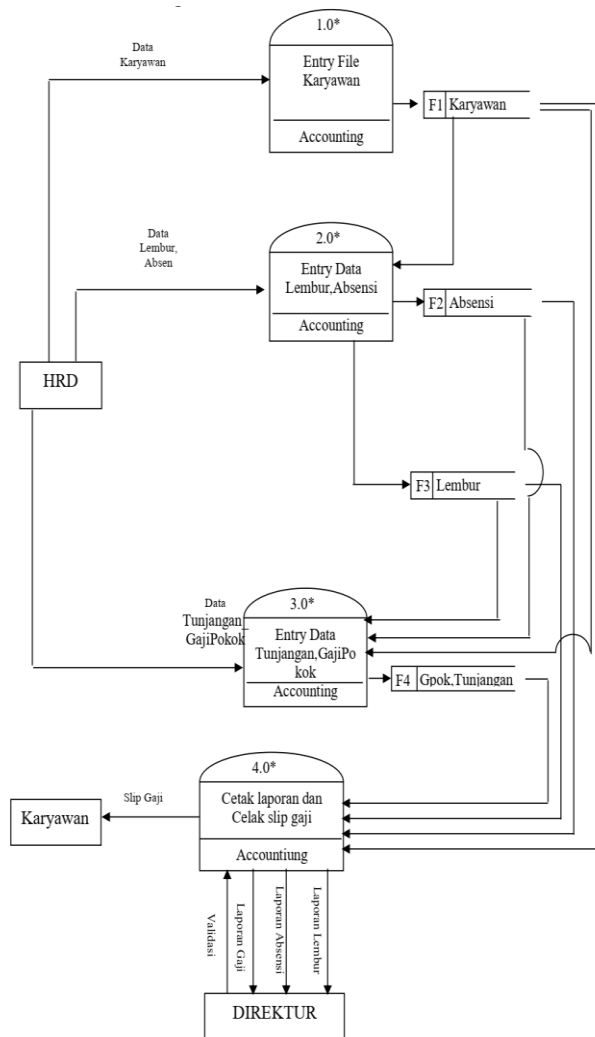 1.0*
Data
Karyawan
Entry File
Karyawan
F1 Karyawan
Accounting
2.0*
Data
Lembur,
Absen
Entry Data
Lembur,Absensi
F2 Absensi
Accounting
HRD
F3 Lembur
3.0*
Data
Tunjangan_
GajiPokok
Entry Data
Tunjangan,GajiPo
kok
Accounting
F4 Gpok,Tunjangan
4.0*
Slip Gaji
Karyawan
Cetak laporan dan
Celak slip gaji
Accountiung
Validasi
Laporan Gaji
Laporan Absensi
Laporan Lembur
DIREKTUR